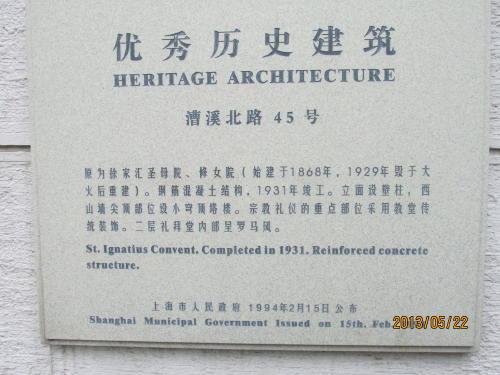 优秀历史建筑
HERITAGE ARCHITECTURE
漕溪北路 45 号
原为徐家汇圣母院、修女院（始建于1868年，1929年毁于大
火后重建）。钢筋混凝土结构，1931年竣工。立面设壁柱，西
山墙尖顶部位设小穹顶塔楼。宗教礼仪的重点部位采用教堂传
统装饰。二层礼拜堂内部呈罗马风。
St. Ignatius Convent. Completed in 1931. Reinforced concrete
structure.
上海市人民政府 1994年2月15日公布
Shanghai Municipal Government Issued on 15th. Feb.
2013/05/22